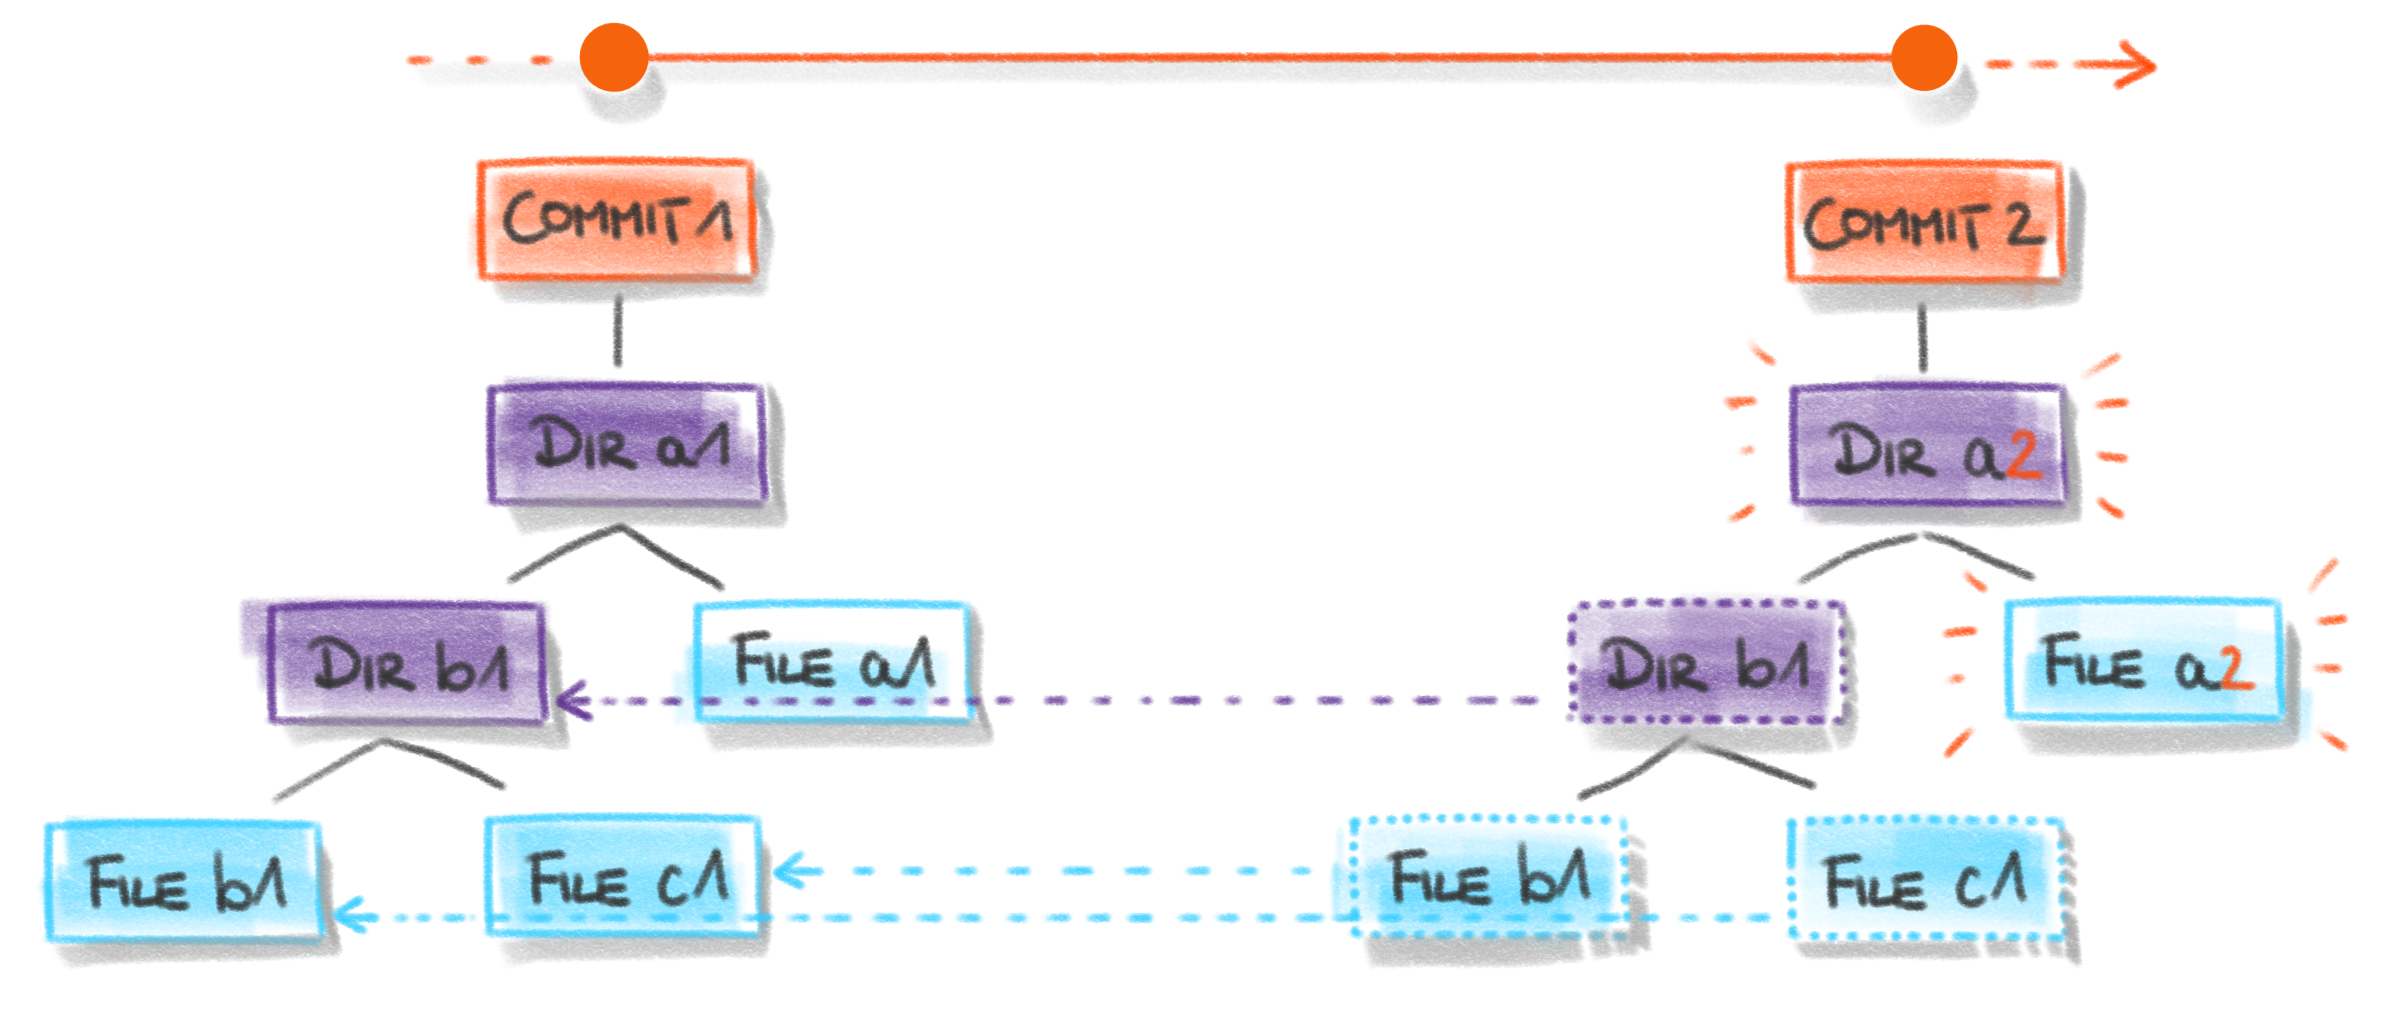 COMMIT 1
COMMIT 2
DIR a1
DIR a2
DIR b1
FILE a1
DIR b1
FILE a2
FILE b1
FILE c1
FILE b1
FILE c1